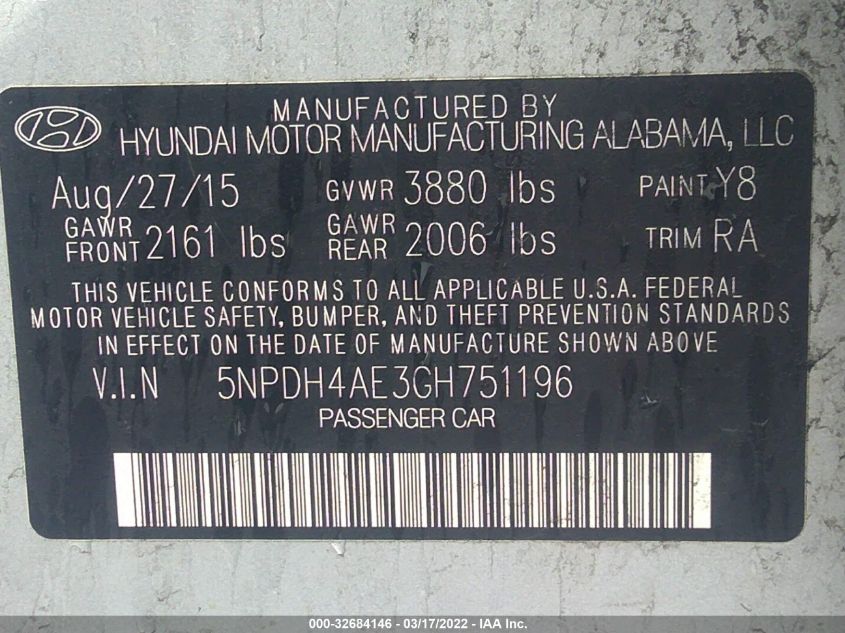 MANUFACTURED BY
HYUNDAI MOTOR MANUFACTURING ALABAMA, LLC
Aug/27/15 GVWR 3880 lbs PAINT Y8
GAWR FRONT 2161 lbs GAWR REAR 2006 lbs TRIM RA
THIS VEHICLE CONFORMS TO ALL APPLICABLE U.S.A. FEDERAL
MOTOR VEHICLE SAFETY, BUMPER, AND THEFT PREVENTION STANDARDS
IN EFFECT ON THE DATE OF MANUFACTURE SHOWN ABOVE
V.I.N 5NPDH4AE3GH751196
PASSENGER CAR
000-32684146 - 03/17/2022 - IAA Inc.